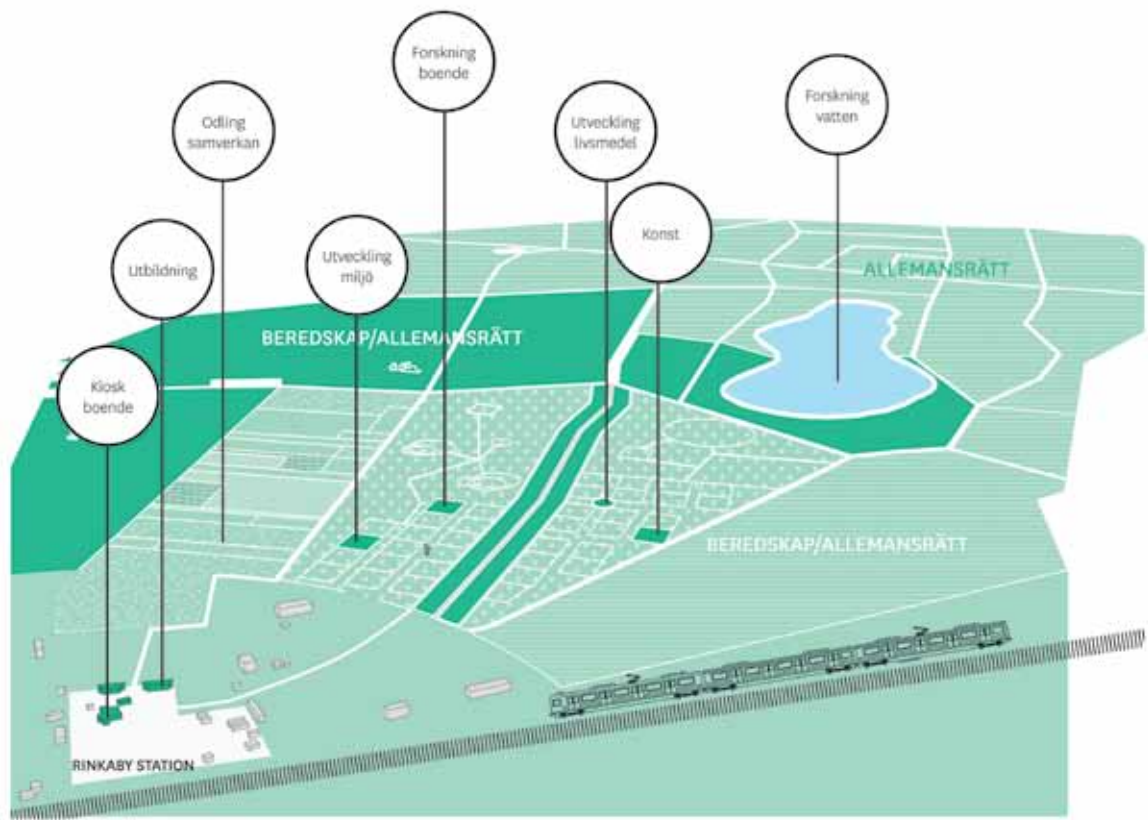 Forskning
boende
Forskning
vatten
Odling
samverkan
Utveckling
livsmedel
Konst
Utbildning
Utveckling
miljö
ALLEMANSRÄTT
BEREDSKAP/ALLEMANSRÄTT
Kiosk
boende
BEREDSKAP/ALLEMANSRÄTT
RINKABY STATION